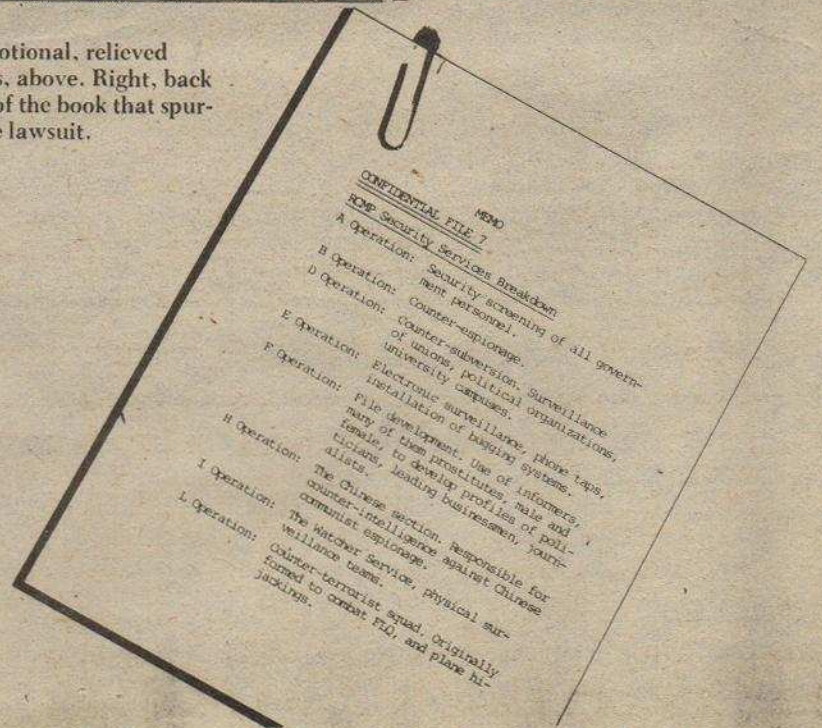 otional, relieved
s, above. Right, back
of the book that spur-
e lawsuit.
MEMO
CONFIDENTIAL FILE 7
RCMP Security Services Breakdown
A Operation: Security screening of all govern-
ment personnel.
B Operation: Counter-espionage.
D Operation: Counter-subversion. Surveillance
of unions, political organizations,
university campuses.
E Operation: Electronic surveillance, phone taps,
installation of bugging systems.
F Operation: File development. Use of informers,
many of them prostitutes, male and
female, to develop profiles of poli-
ticians, leading businessmen, journ-
alists.
H Operation: The Chinese section. Responsible for
counter-intelligence against Chinese
communist espionage.
I Operation: The Watcher Service, physical sur-
veillance teams.
L Operation: Counter-terrorist squad. Originally
formed to combat FLQ, and plane hi-
jackings.